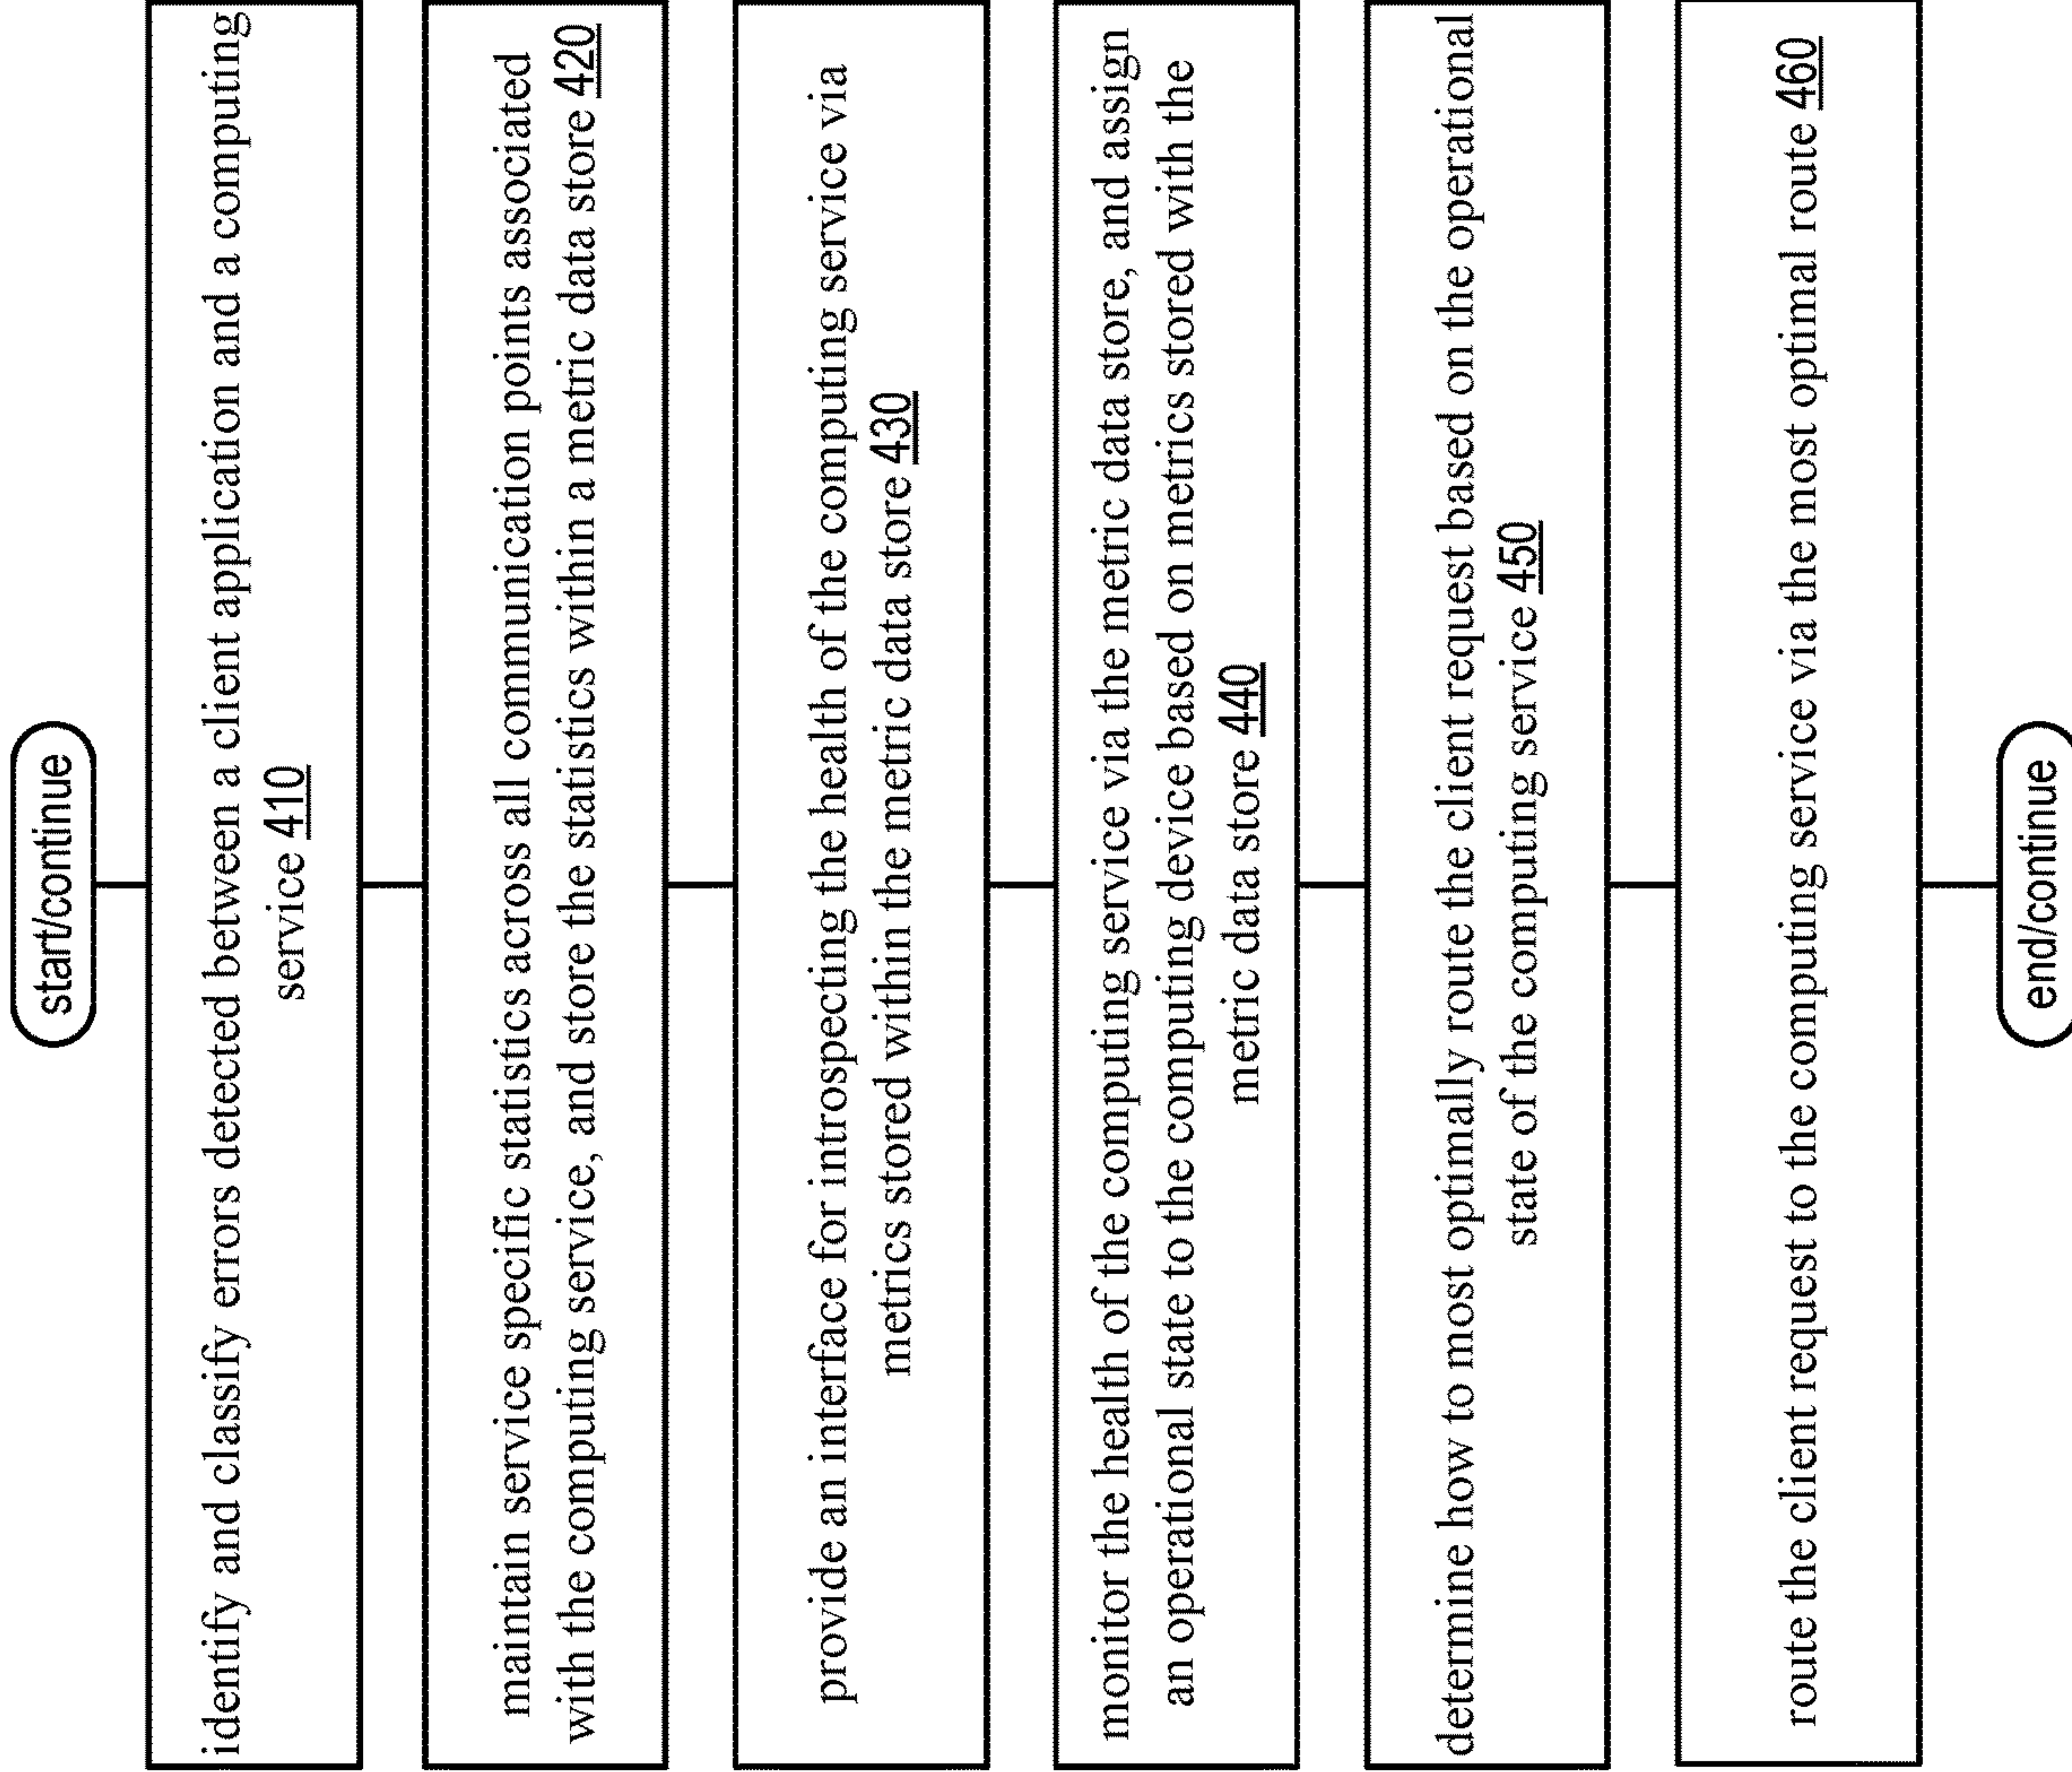 start/continue
identify and classify errors detected between a client application and a computing
service 410
maintain service specific statistics across all communication points associated
with the computing service, and store the statistics within a metric data store 420
provide an interface for introspecting the health of the computing service via
metrics stored within the metric data store 430
monitor the health of the computing service via the metric data store, and assign
an operational state to the computing device based on metrics stored with the
metric data store 440
determine how to most optimally route the client request based on the operational
state of the computing service 450
route the client request to the computing service via the most optimal route 460
end/continue